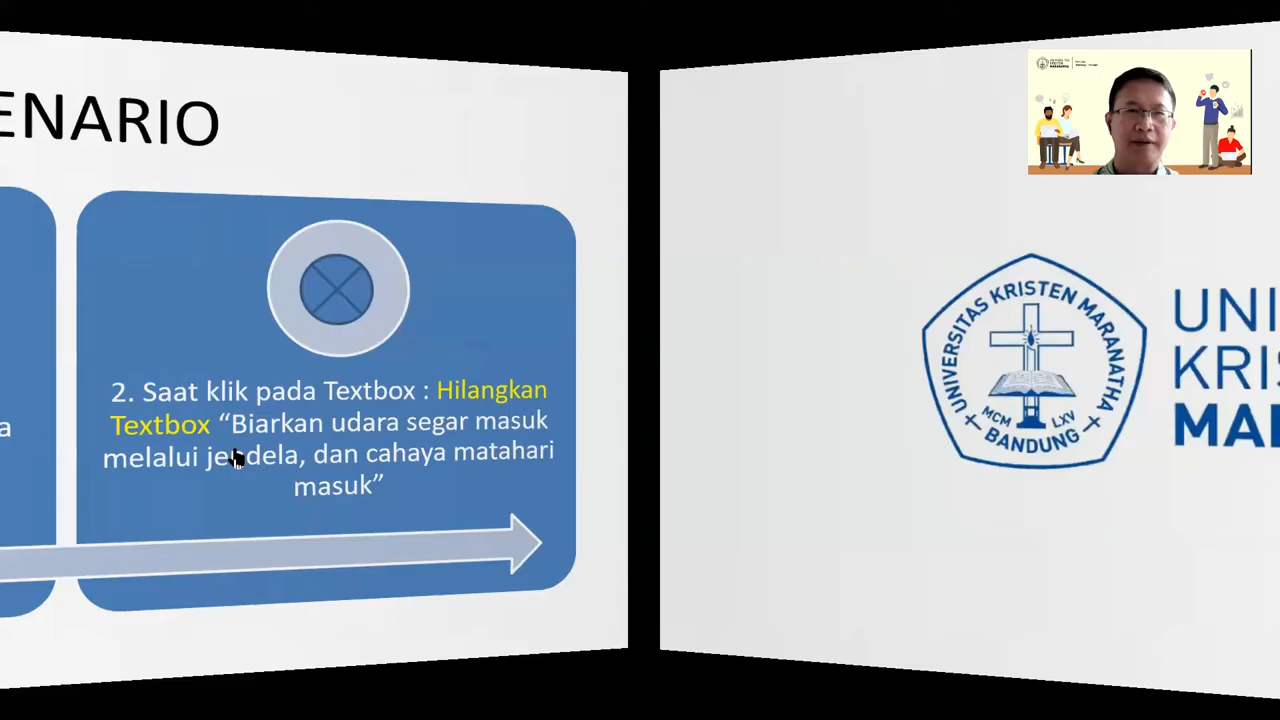 ENARIO
a
2. Saat klik pada Textbox : Hilangkan
Textbox “Biarkan udara segar masuk
melalui jendela, dan cahaya matahari
masuk”
UNIVERSITAS KRISTEN MARANATHA
MCM LXV
BANDUNG
UNI
KRIS
MA